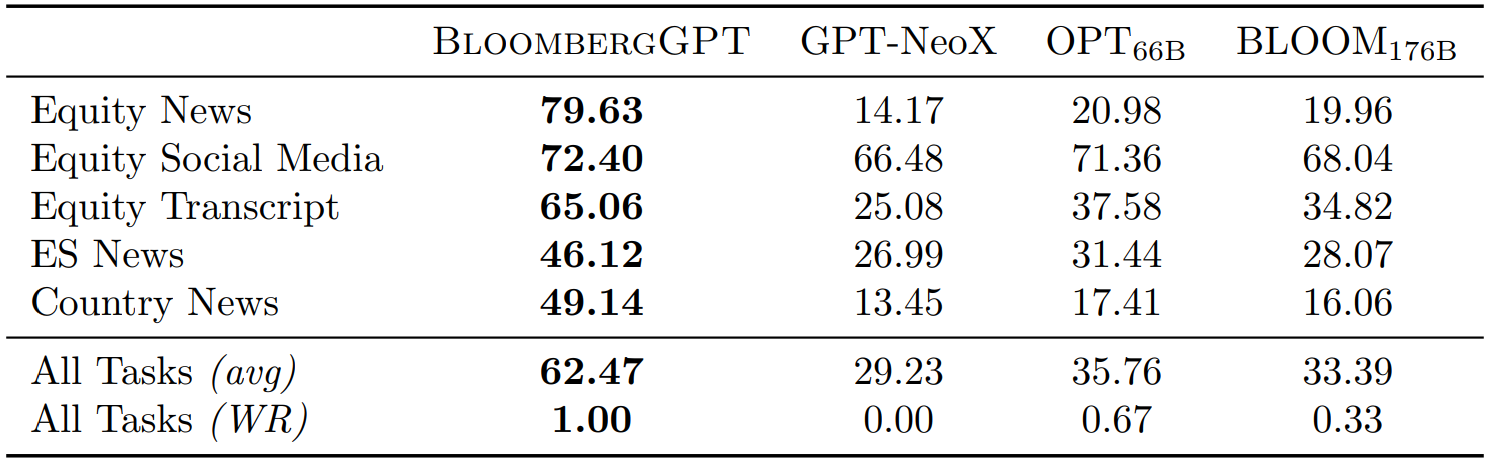 BLOOMBERGGPT GPT-NeoX OPT66B BLOOM176B
Equity News 79.63 14.17 20.98 19.96
Equity Social Media 72.40 66.48 71.36 68.04
Equity Transcript 65.06 25.08 37.58 34.82
ES News 46.12 26.99 31.44 28.07
Country News 49.14 13.45 17.41 16.06
All Tasks (avg) 62.47 29.23 35.76 33.39
All Tasks (WR) 1.00 0.00 0.67 0.33